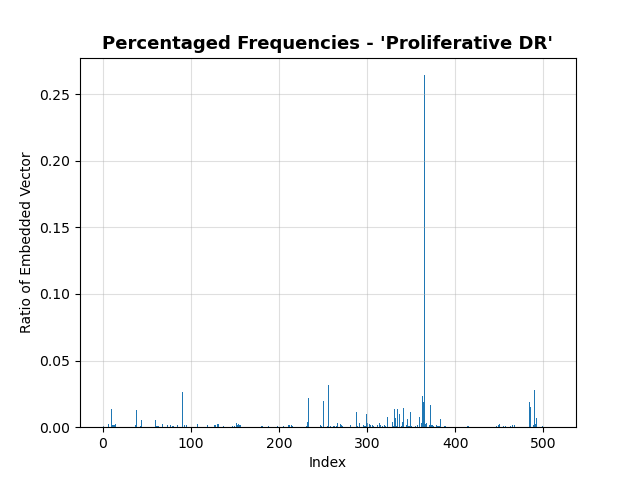 Percentaged Frequencies - 'Proliferative DR'
Ratio of Embedded Vector
0.25
0.20
0.15
0.10
0.05
0.00
0 100 200 300 400 500
Index